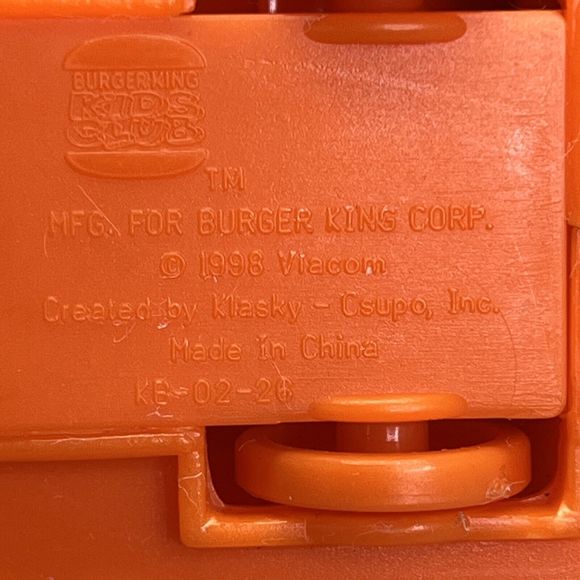 BURGER KING
KIDS
CLUB
TM
MFG. FOR BURGER KING CORP.
© 1998 Viacom
Created by Klasky - Csupo, Inc.
Made in China
KB-02-26